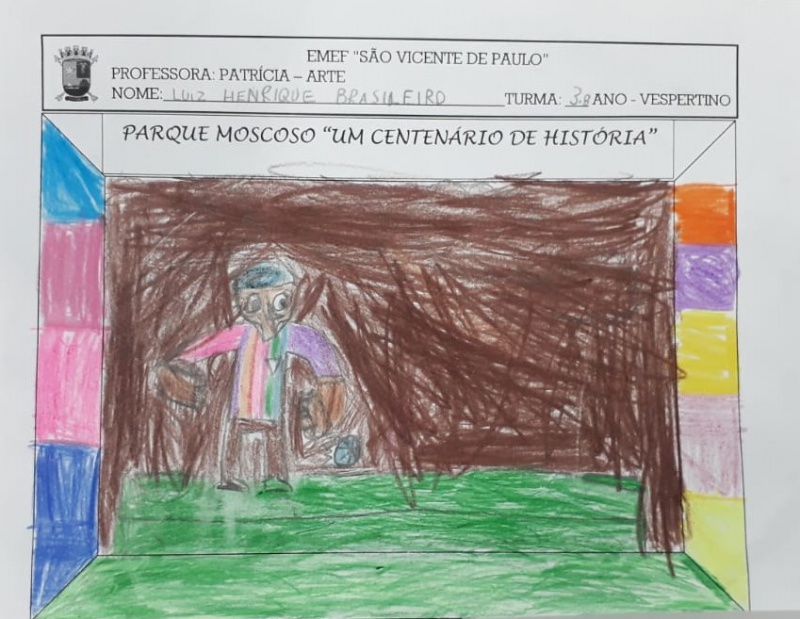 EMEF "SÃO VICENTE DE PAULO"
PROFESSORA: PATRÍCIA – ARTE
NOME: LUIZ HENRIQUE BRASILEIRO TURMA: 3º ANO - VESPERTINO
PARQUE MOSCOSO "UM CENTENÁRIO DE HISTÓRIA"